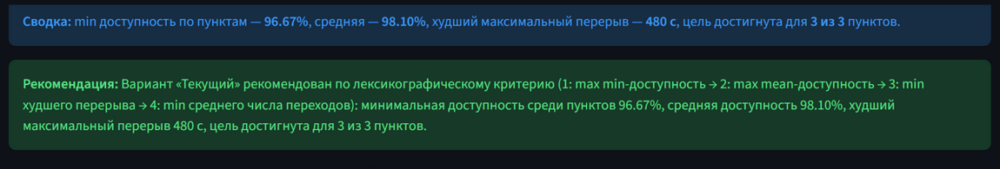 Сводка: min доступность по пунктам — 96.67%, средняя — 98.10%, худший максимальный перерыв — 480 с, цель достигнута для 3 из 3 пунктов.
Рекомендация: Вариант «Текущий» рекомендован по лексикографическому критерию (1: max min-доступность → 2: max mean-доступность → 3: min
худшего перерыва → 4: min среднего числа переходов): минимальная доступность среди пунктов 96.67%, средняя доступность 98.10%, худший
максимальный перерыв 480 с, цель достигнута для 3 из 3 пунктов.